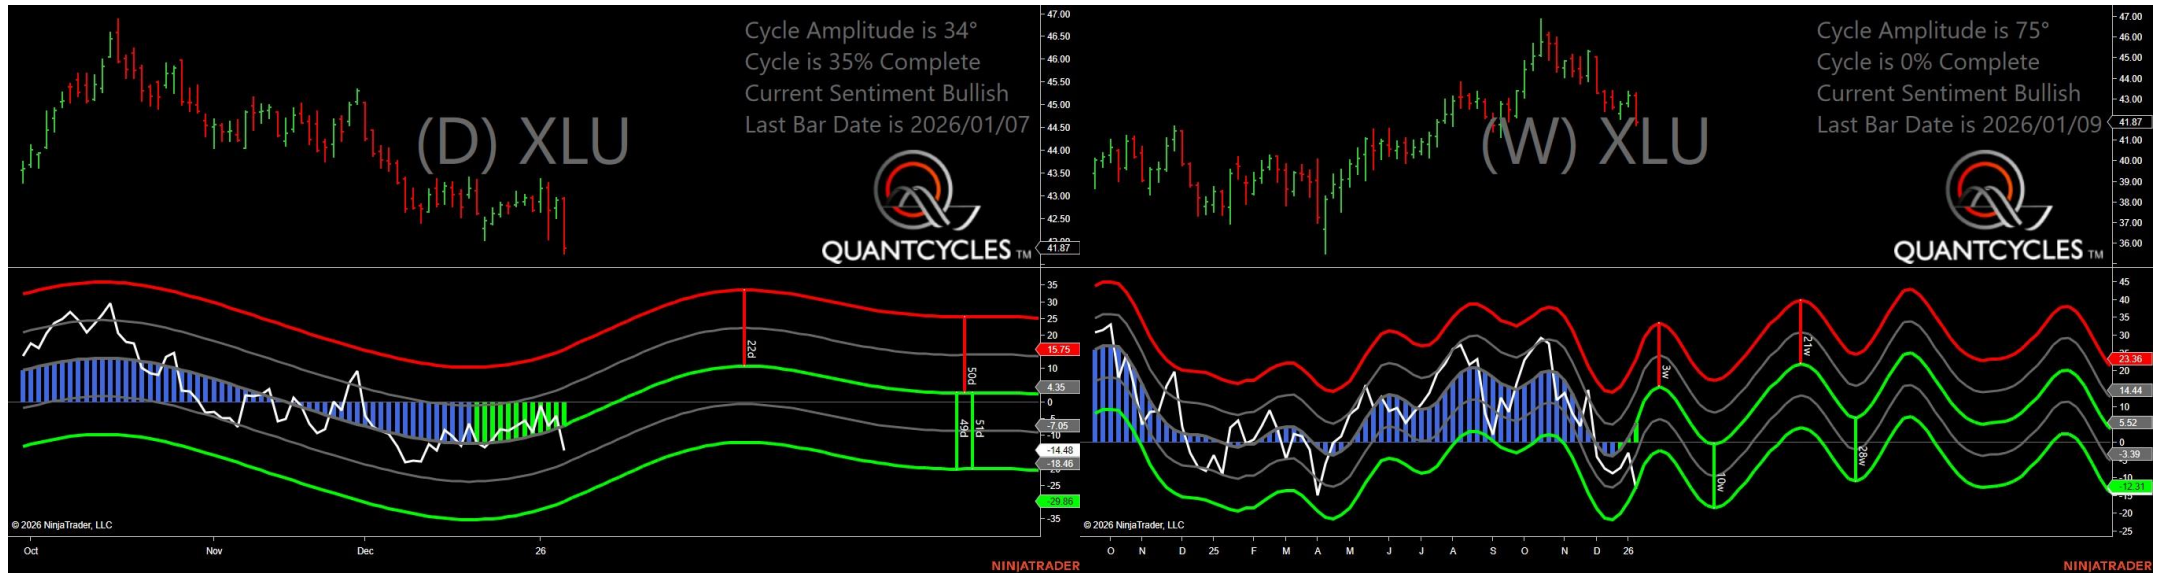 Cycle Amplitude is 34°
Cycle is 35% Complete
Current Sentiment Bullish
Last Bar Date is 2026/01/07
(D) XLU
QUANTCYCLES TM
47.00
46.50
46.00
45.50
45.00
44.50
44.00
43.50
43.00
42.50
41.87
35
30
25
20
15.75
10
4.35
0
-5
-7.05
-10
-14.48
-18.46
-25
-29.86
-35
22d
50d
49d
51d
© 2026 NinjaTrader, LLC
Oct
Nov
Dec
26
NINJATRADER
Cycle Amplitude is 75°
Cycle is 0% Complete
Current Sentiment Bullish
Last Bar Date is 2026/01/09
(W) XLU
QUANTCYCLES TM
47.00
46.00
45.00
44.00
43.00
41.87
41.00
40.00
39.00
38.00
37.00
36.00
45
40
35
30
23.36
20
14.44
10
5.52
0
-3.39
-10
-12.31
-20
-25
3w
10w
21w
28w
© 2026 NinjaTrader, LLC
O
N
D
25
F
M
A
M
J
J
A
S
O
N
D
26
NINJATRADER